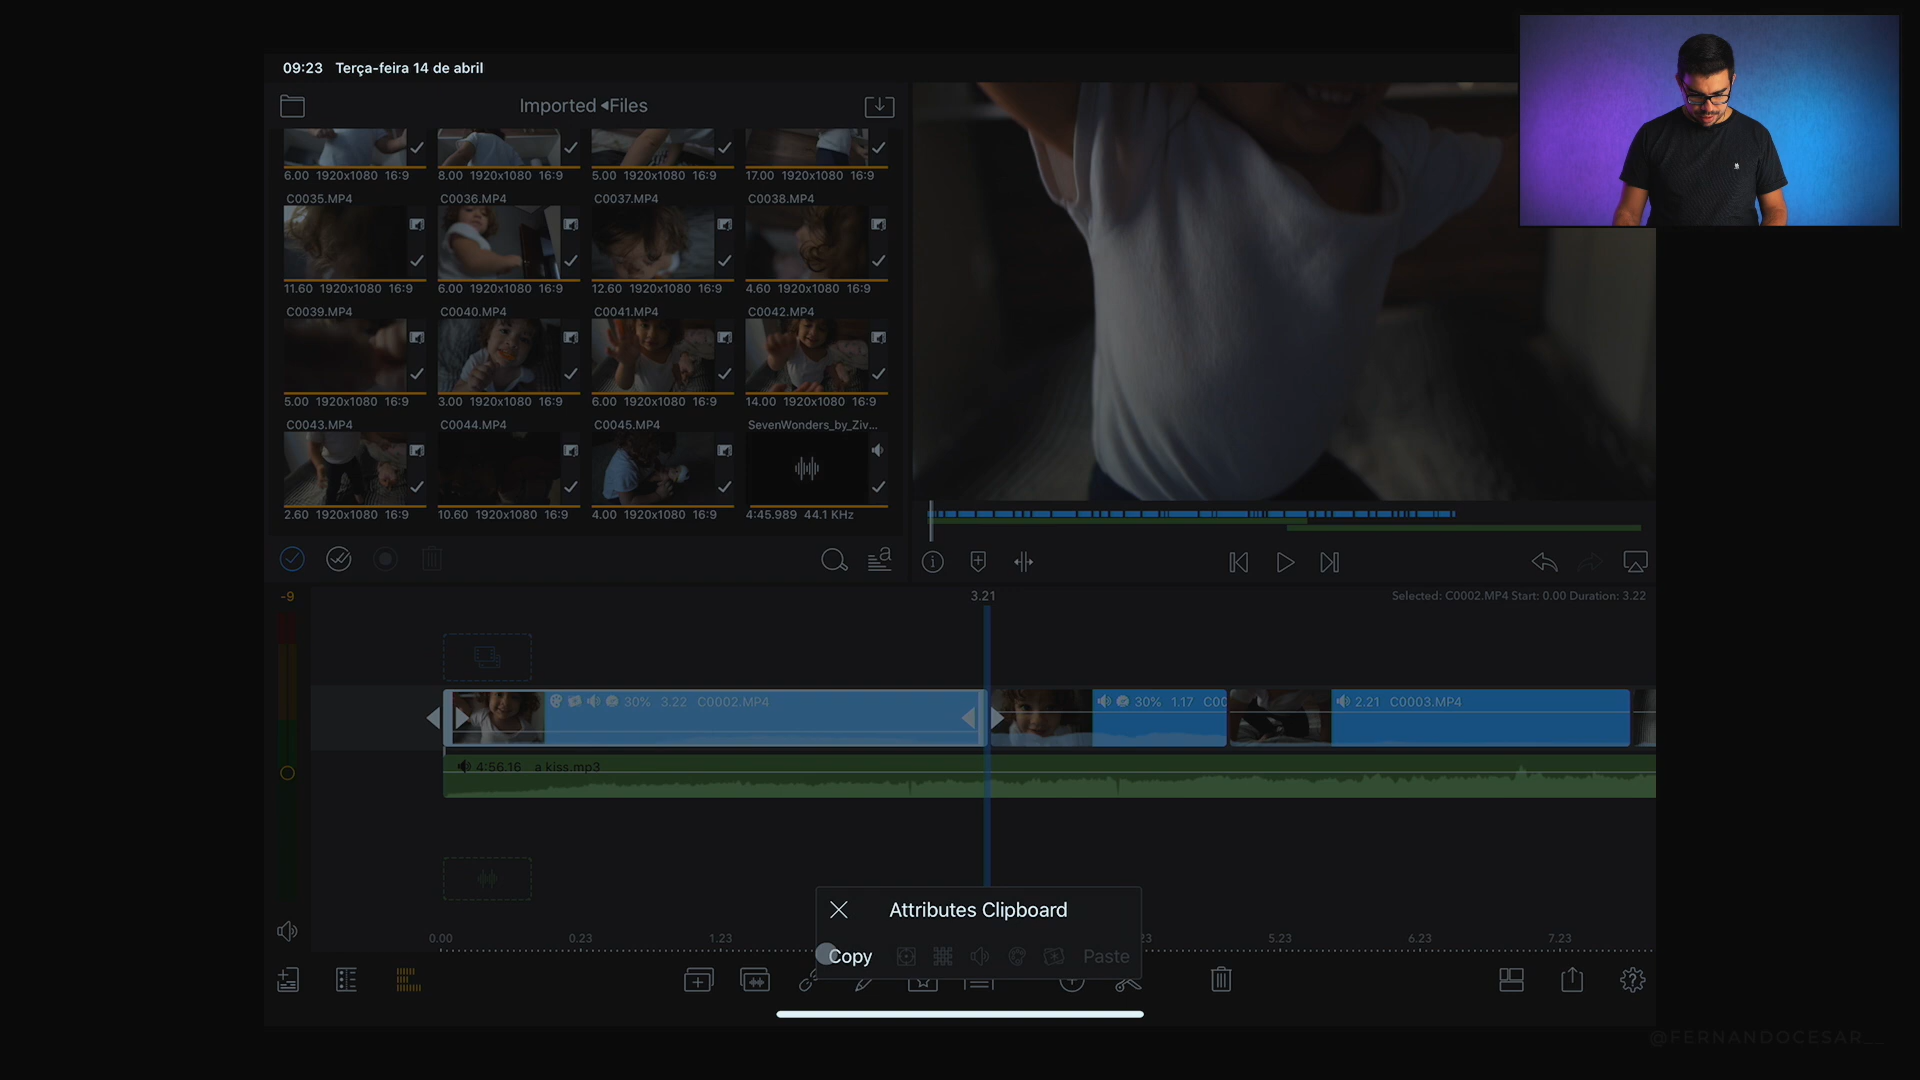 09:23 Terça-feira 14 de abril
Imported Files
6.00 1920x1080 16:9
8.00 1920x1080 16:9
5.00 1920x1080 16:9
17.00 1920x1080 16:9
C0035.MP4
C0036.MP4
C0037.MP4
C0038.MP4
11.60 1920x1080 16:9
6.00 1920x1080 16:9
12.60 1920x1080 16:9
4.60 1920x1080 16:9
C0039.MP4
C0040.MP4
C0041.MP4
C0042.MP4
5.00 1920x1080 16:9
3.00 1920x1080 16:9
6.00 1920x1080 16:9
14.00 1920x1080 16:9
C0043.MP4
C0044.MP4
C0045.MP4
SevenWonders_by_Ziv...
2.60 1920x1080 16:9
10.60 1920x1080 16:9
4.00 1920x1080 16:9
4:45.989 44.1 KHz
-9
3.21
Selected: C0002.MP4 Start: 0.00 Duration: 3.22
30% 3.22 C0002.MP4
30% 1.17 C00
2.21 C0003.MP4
4:56.16 a kiss.mp3
Attributes Clipboard
Copy
Paste
0.00
0.23
1.23
23
5.23
6.23
7.23
@FERNANDOCESAR__